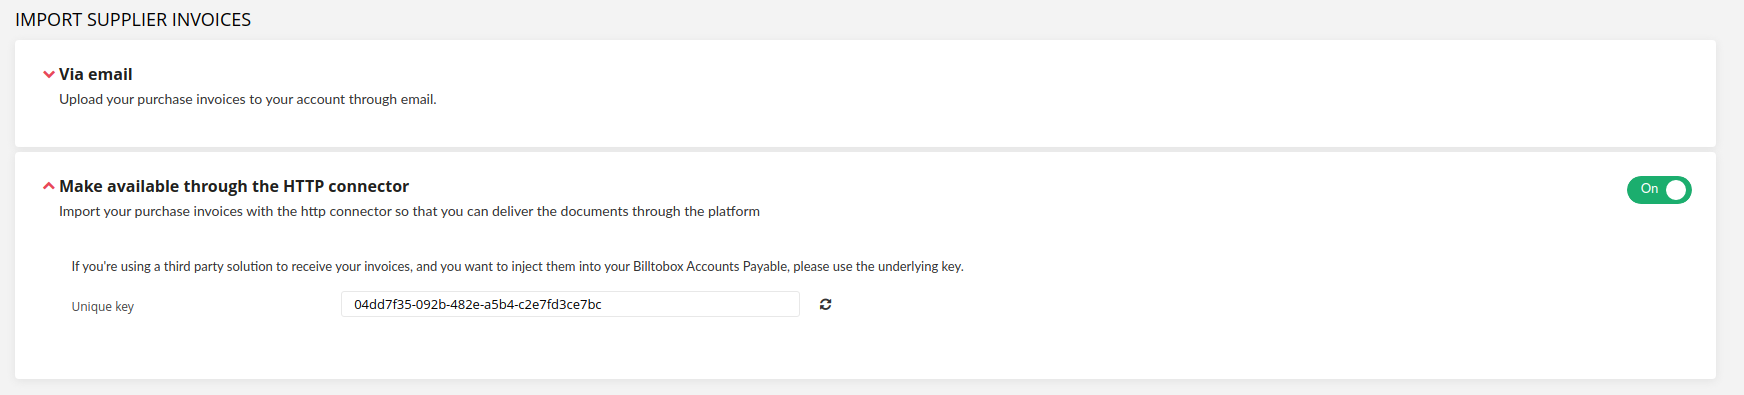 IMPORT SUPPLIER INVOICES
Via email
Upload your purchase invoices to your account through email.
Make available through the HTTP connector
On
Import your purchase invoices with the http connector so that you can deliver the documents through the platform
If you're using a third party solution to receive your invoices, and you want to inject them into your Billtobox Accounts Payable, please use the underlying key.
Unique key
04dd7f35-092b-482e-a5b4-c2e7fd3ce7bc